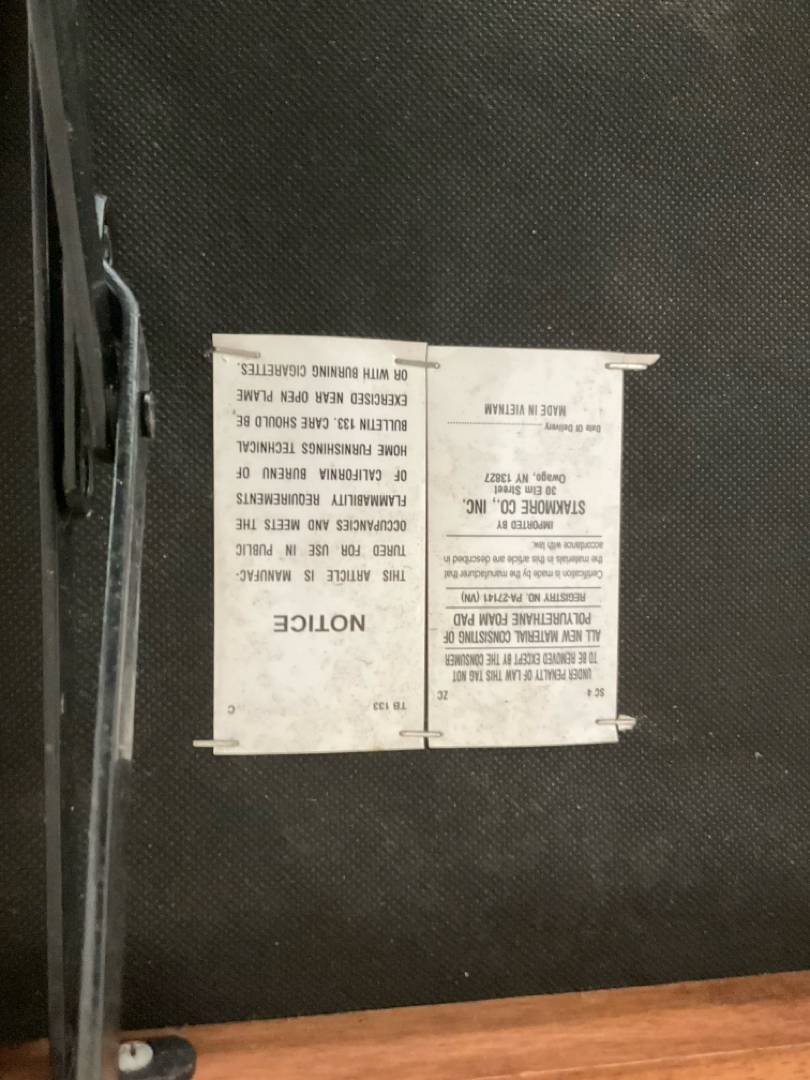 SC 4 ZC
UNDER PENALTY OF LAW THIS TAG NOT
TO BE REMOVED EXCEPT BY THE CONSUMER
ALL NEW MATERIAL CONSISTING OF
POLYURETHANE FOAM PAD
REGISTRY NO. PA-27141 (VN)
Certification is made by the manufacturer that
the materials in this article are described in
accordance with law.
IMPORTED BY
STAKMORE CO., INC.
30 Elm Street
Owago, NY 13827
Date Of Delivery
MADE IN VIETNAM
TB 133 C
NOTICE
THIS ARTICLE IS MANUFAC-
TURED FOR USE IN PUBLIC
OCCUPANCIES AND MEETS THE
FLAMMABILITY REQUIREMENTS
OF CALIFORNIA BURENU OF
HOME FURNISHINGS TECHNICAL
BULLETIN 133. CARE SHOULD BE
EXERCISED NEAR OPEN PLAME
OR WITH BURNING CIGARETTES.